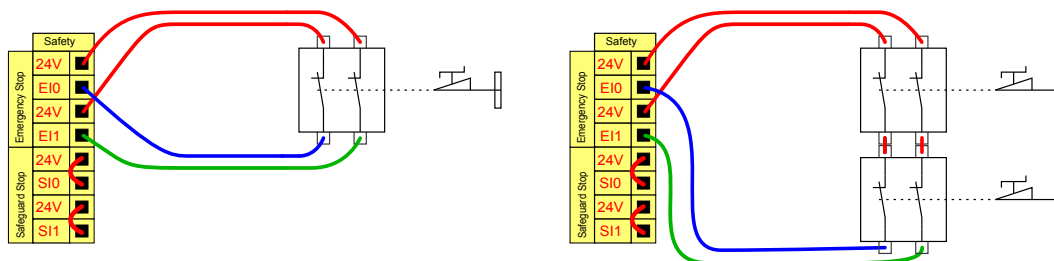 Safety
Emergency Stop
24V
EI0
24V
EI1
Safeguard Stop
24V
SI0
24V
SI1
Safety
Emergency Stop
24V
EI0
24V
EI1
Safeguard Stop
24V
SI0
24V
SI1